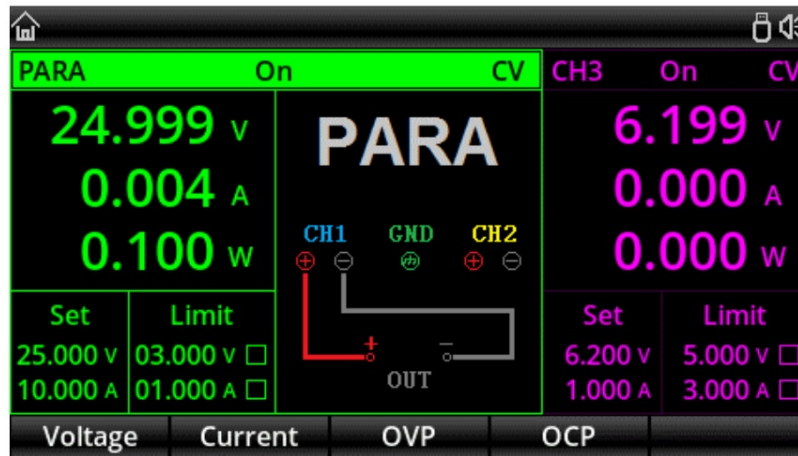 PARA On CV
CH3 On CV
24.999 V
0.004 A
0.100 W
PARA
CH1 GND CH2
+ −
OUT
6.199 V
0.000 A
0.000 W
Set Limit
25.000 V 03.000 V
10.000 A 01.000 A
Set Limit
6.200 V 5.000 V
1.000 A 3.000 A
Voltage Current OVP OCP